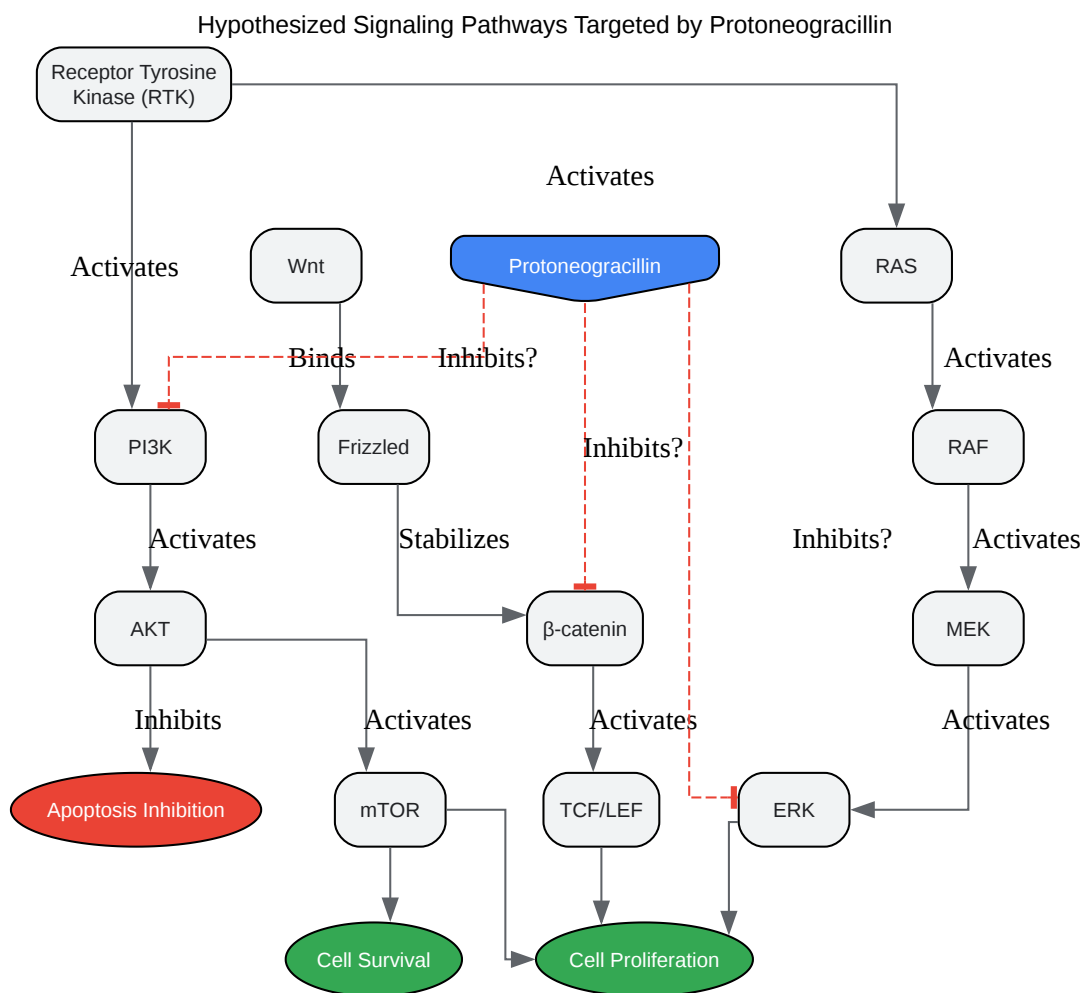 Hypothesized Signaling Pathways Targeted by Protoneogracillin
Receptor Tyrosine
Kinase (RTK)
Activates
Activates
Wnt
Protoneogracillin
RAS
Binds
Inhibits?
Activates
PI3K
Frizzled
Inhibits?
RAF
Activates
Stabilizes
Inhibits?
Activates
AKT
β-catenin
MEK
Inhibits
Activates
Activates
Activates
Apoptosis Inhibition
mTOR
TCF/LEF
ERK
Cell Survival
Cell Proliferation